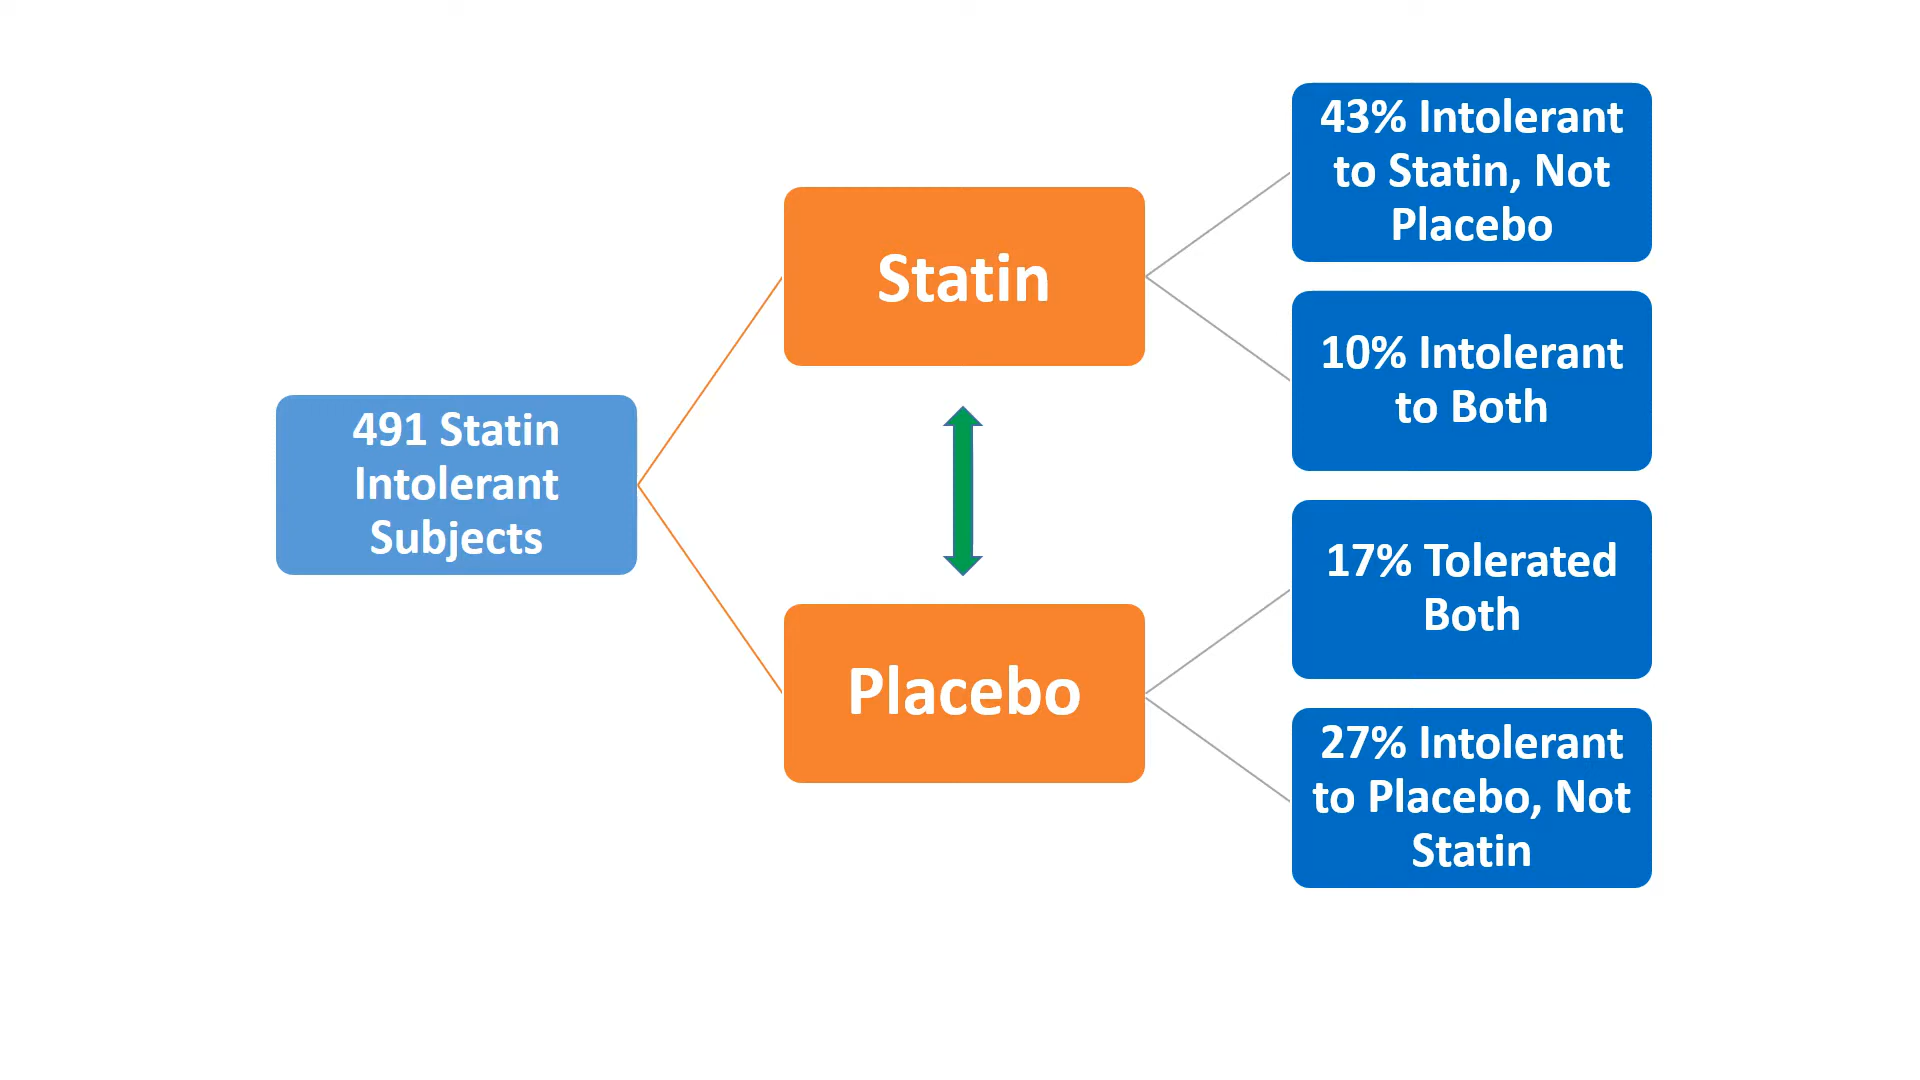 491 Statin
Intolerant
Subjects
Statin
Placebo
43% Intolerant
to Statin, Not
Placebo
10% Intolerant
to Both
17% Tolerated
Both
27% Intolerant
to Placebo, Not
Statin